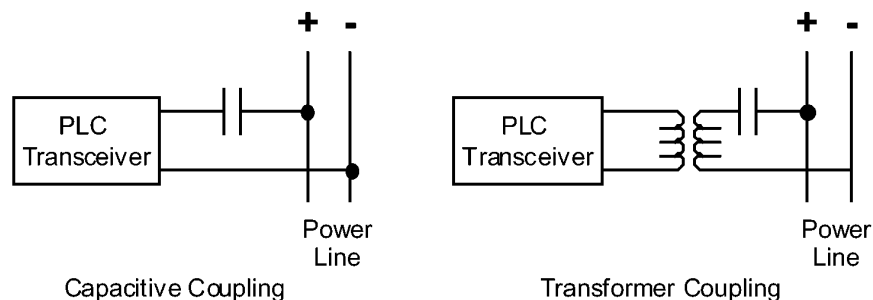 + -
PLC
Transceiver
Power
Line
Capacitive Coupling
+ -
PLC
Transceiver
Power
Line
Transformer Coupling